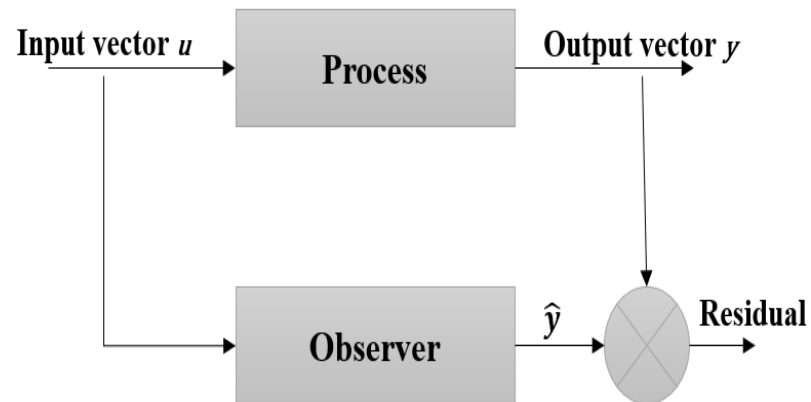 Input vector u
Process
Output vector y
Observer
ŷ
Residual